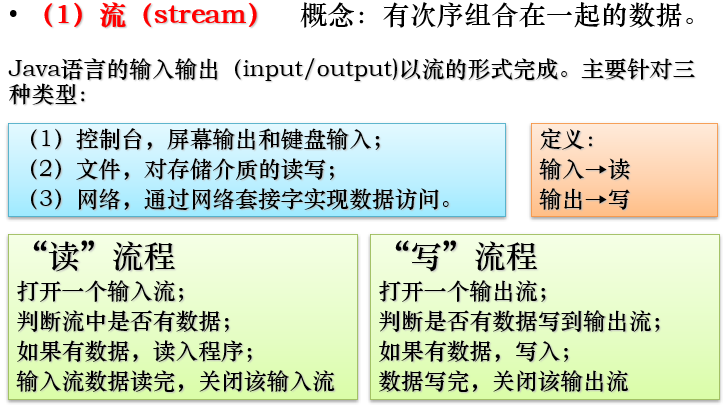 • （1）流（stream） 概念：有次序组合在一起的数据。
Java语言的输入输出（input/output)以流的形式完成。主要针对三
种类型：
（1）控制台，屏幕输出和键盘输入；
（2）文件，对存储介质的读写；
（3）网络，通过网络套接字实现数据访问。
定义：
输入→读
输出→写
“读”流程
打开一个输入流；
判断流中是否有数据；
如果有数据，读入程序；
输入流数据读完，关闭该输入流
“写”流程
打开一个输出流；
判断是否有数据写到输出流；
如果有数据，写入；
数据写完，关闭该输出流